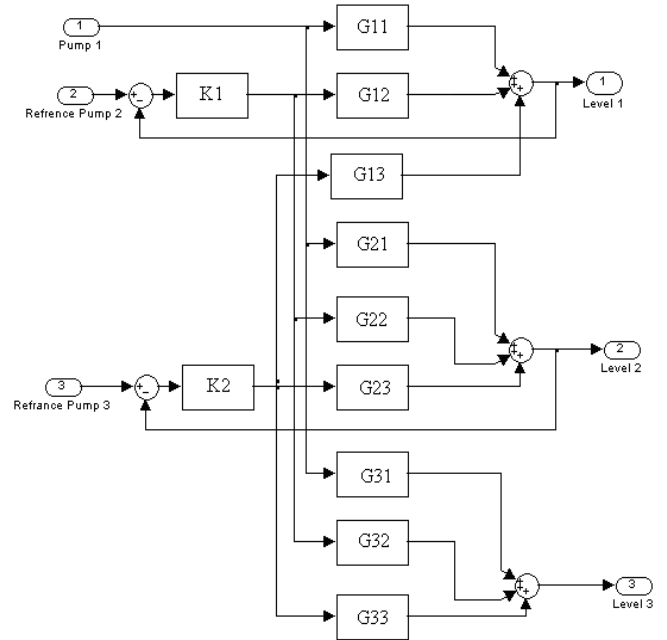 1
Pump 1
G11
2
Refrence Pump 2
+
−
K1
G12
+
+
+
1
Level 1
G13
G21
G22
+
+
+
2
Level 2
3
Refrance Pump 3
+
−
K2
G23
G31
G32
+
+
+
3
Level 3
G33